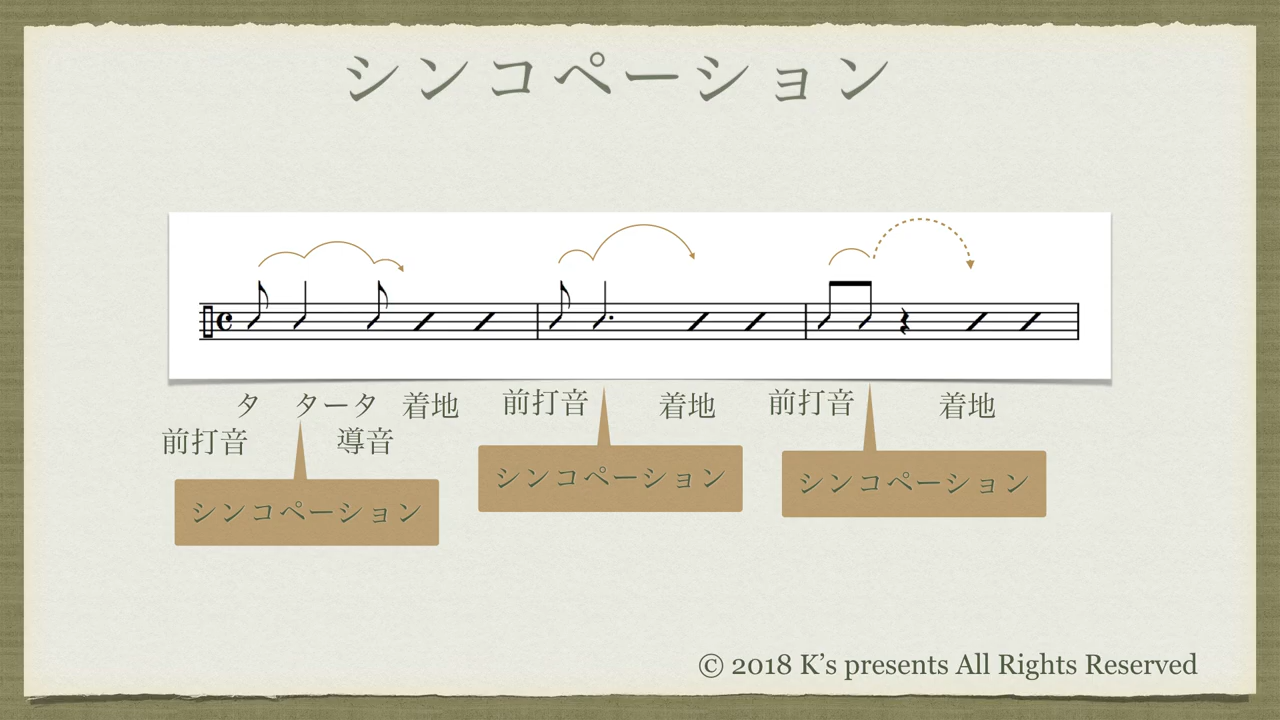 シンコペーション
タ タータ 着地 前打音 着地 前打音 着地
前打音 導音
シンコペーション シンコペーション シンコペーション
© 2018 K’s presents All Rights Reserved